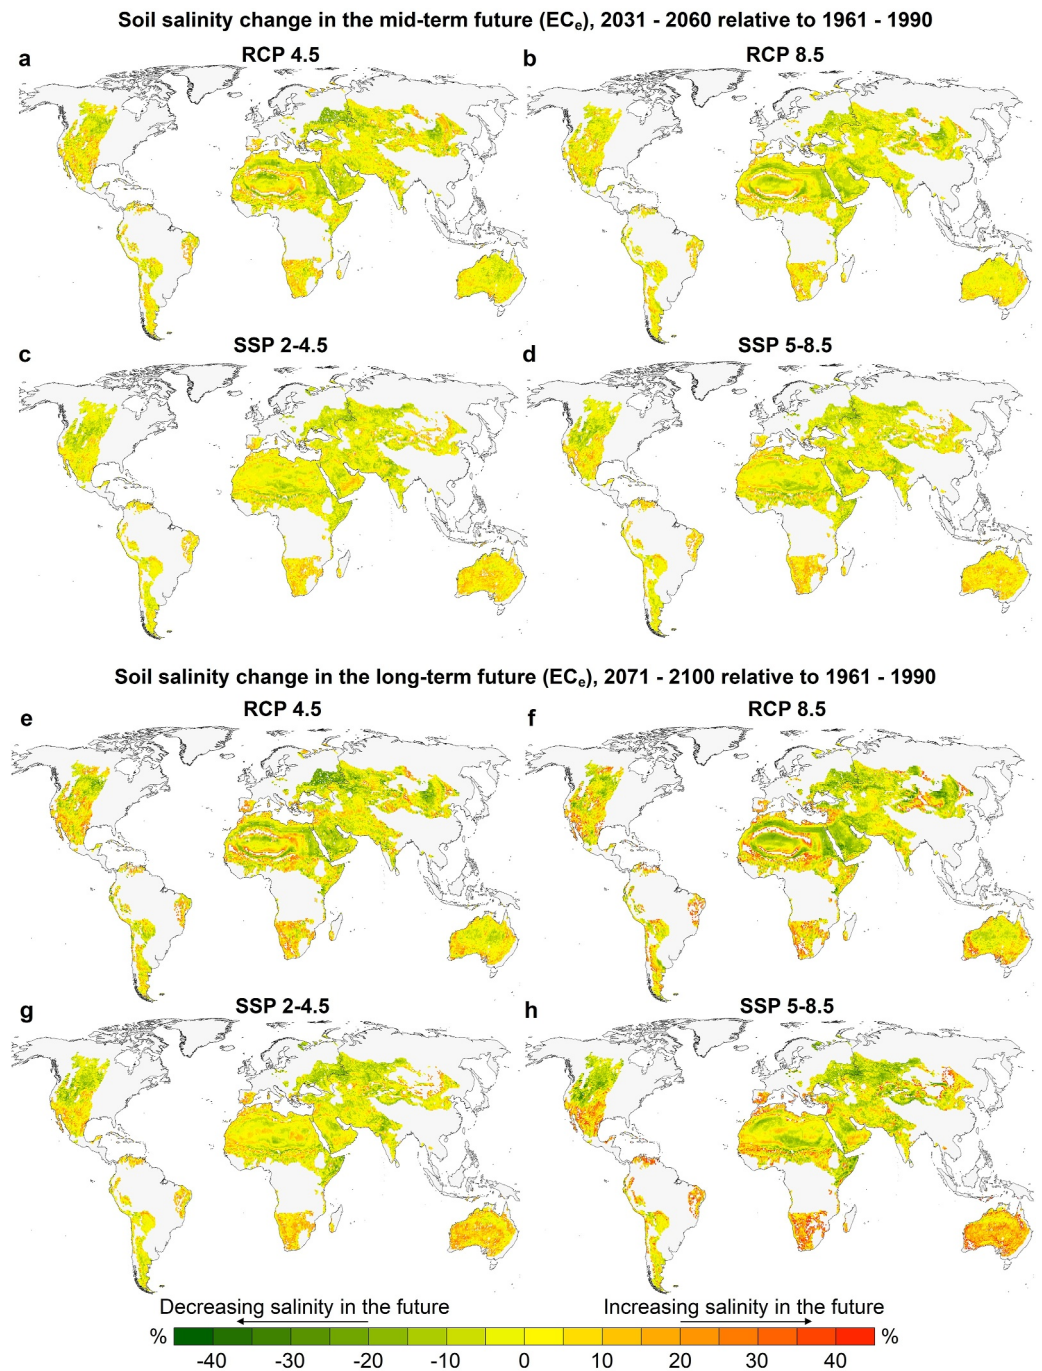 Soil salinity change in the mid-term future (ECe), 2031 - 2060 relative to 1961 - 1990
a RCP 4.5
b RCP 8.5
c SSP 2-4.5
d SSP 5-8.5
Soil salinity change in the long-term future (ECe), 2071 - 2100 relative to 1961 - 1990
e RCP 4.5
f RCP 8.5
g SSP 2-4.5
h SSP 5-8.5
Decreasing salinity in the future
Increasing salinity in the future
% %
-40 -30 -20 -10 0 10 20 30 40